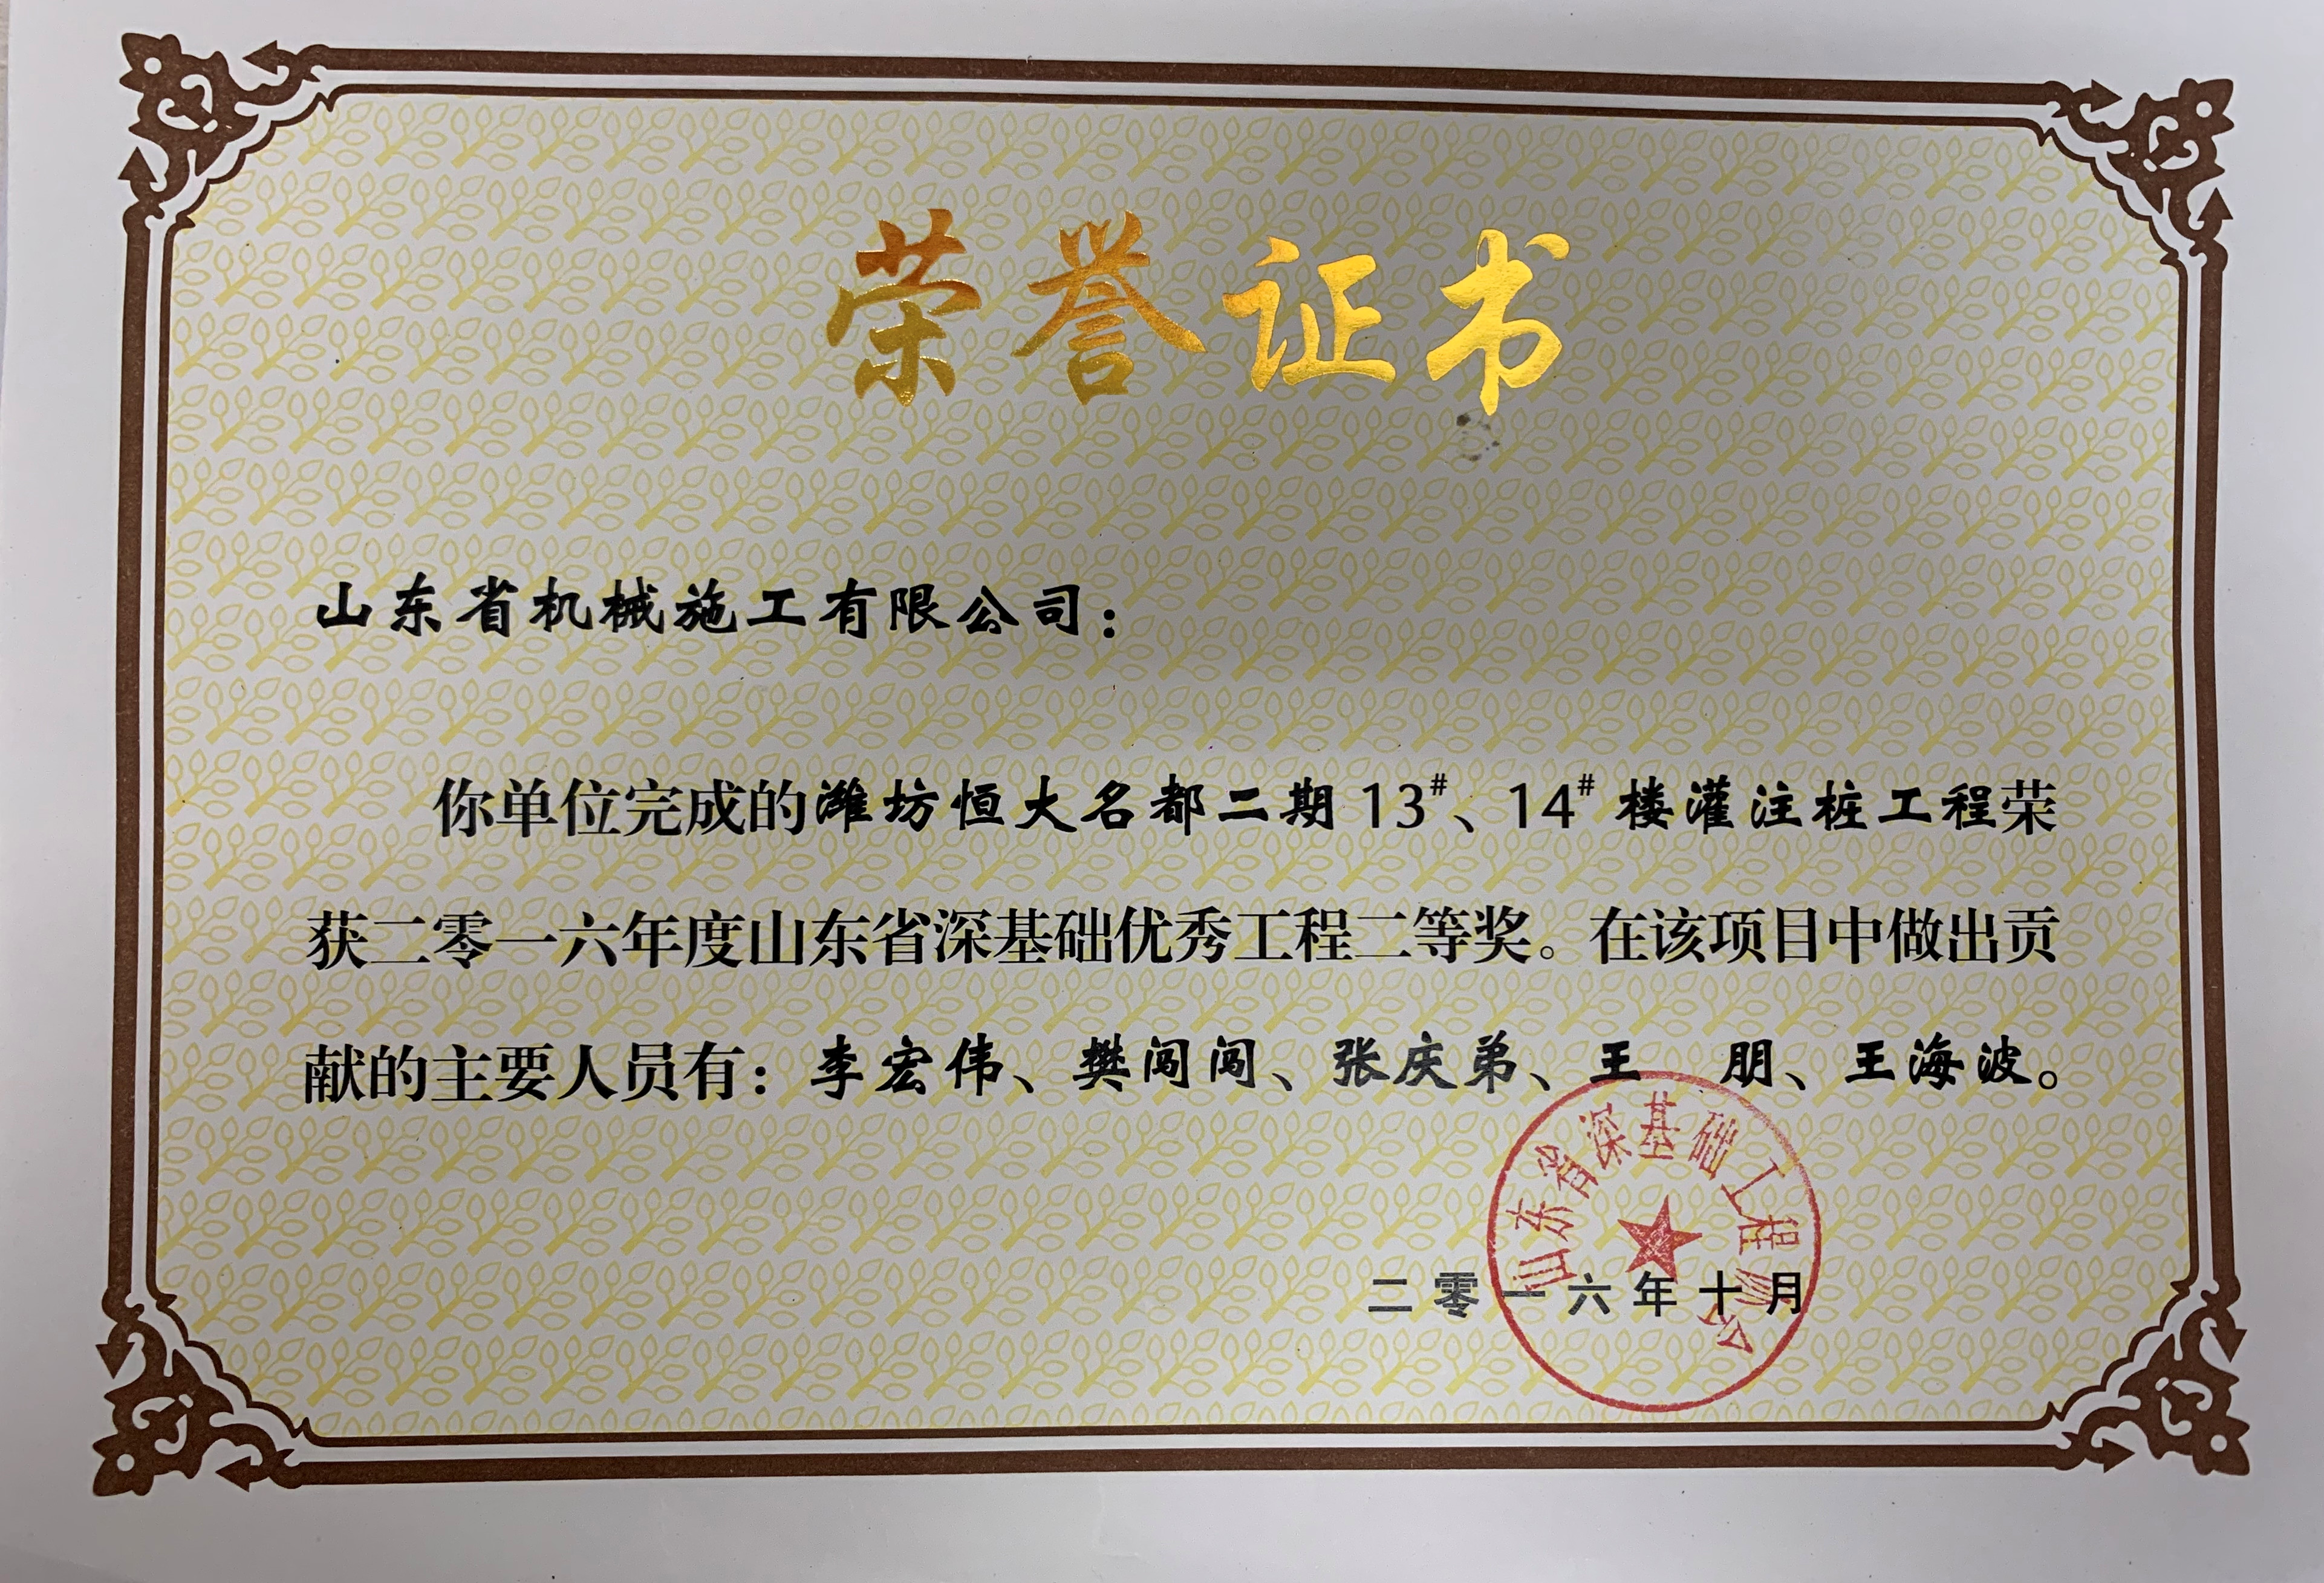 荣誉证书
山东省机械施工有限公司：
你单位完成的潍坊恒大名都二期13#、14#楼灌注桩工程荣
获二零一六年度山东省深基础优秀工程二等奖。在该项目中做出贡
献的主要人员有：李宏伟、樊闯闯、张庆弟、王　朋、王海波。
山东省深基础工程协会
二零一六年十月